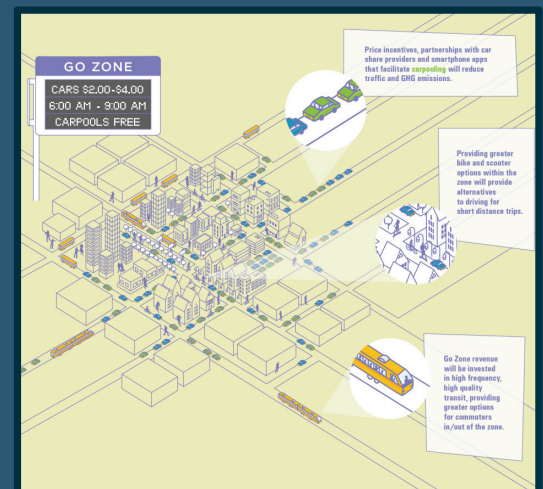 GO ZONE
CARS $2.00-$4.00
6:00 AM - 9:00 AM
CARPOOLS FREE
Price incentives, partnerships with car
share providers and smartphone apps
that facilitate carpooling will reduce
traffic and GHG emissions.
Providing greater
bike and scooter
options within the
zone will provide
alternatives
to driving for
short distance trips.
Go Zone revenue
will be invested
in high frequency,
high quality
transit, providing
greater options
for commuters
in/out of the zone.